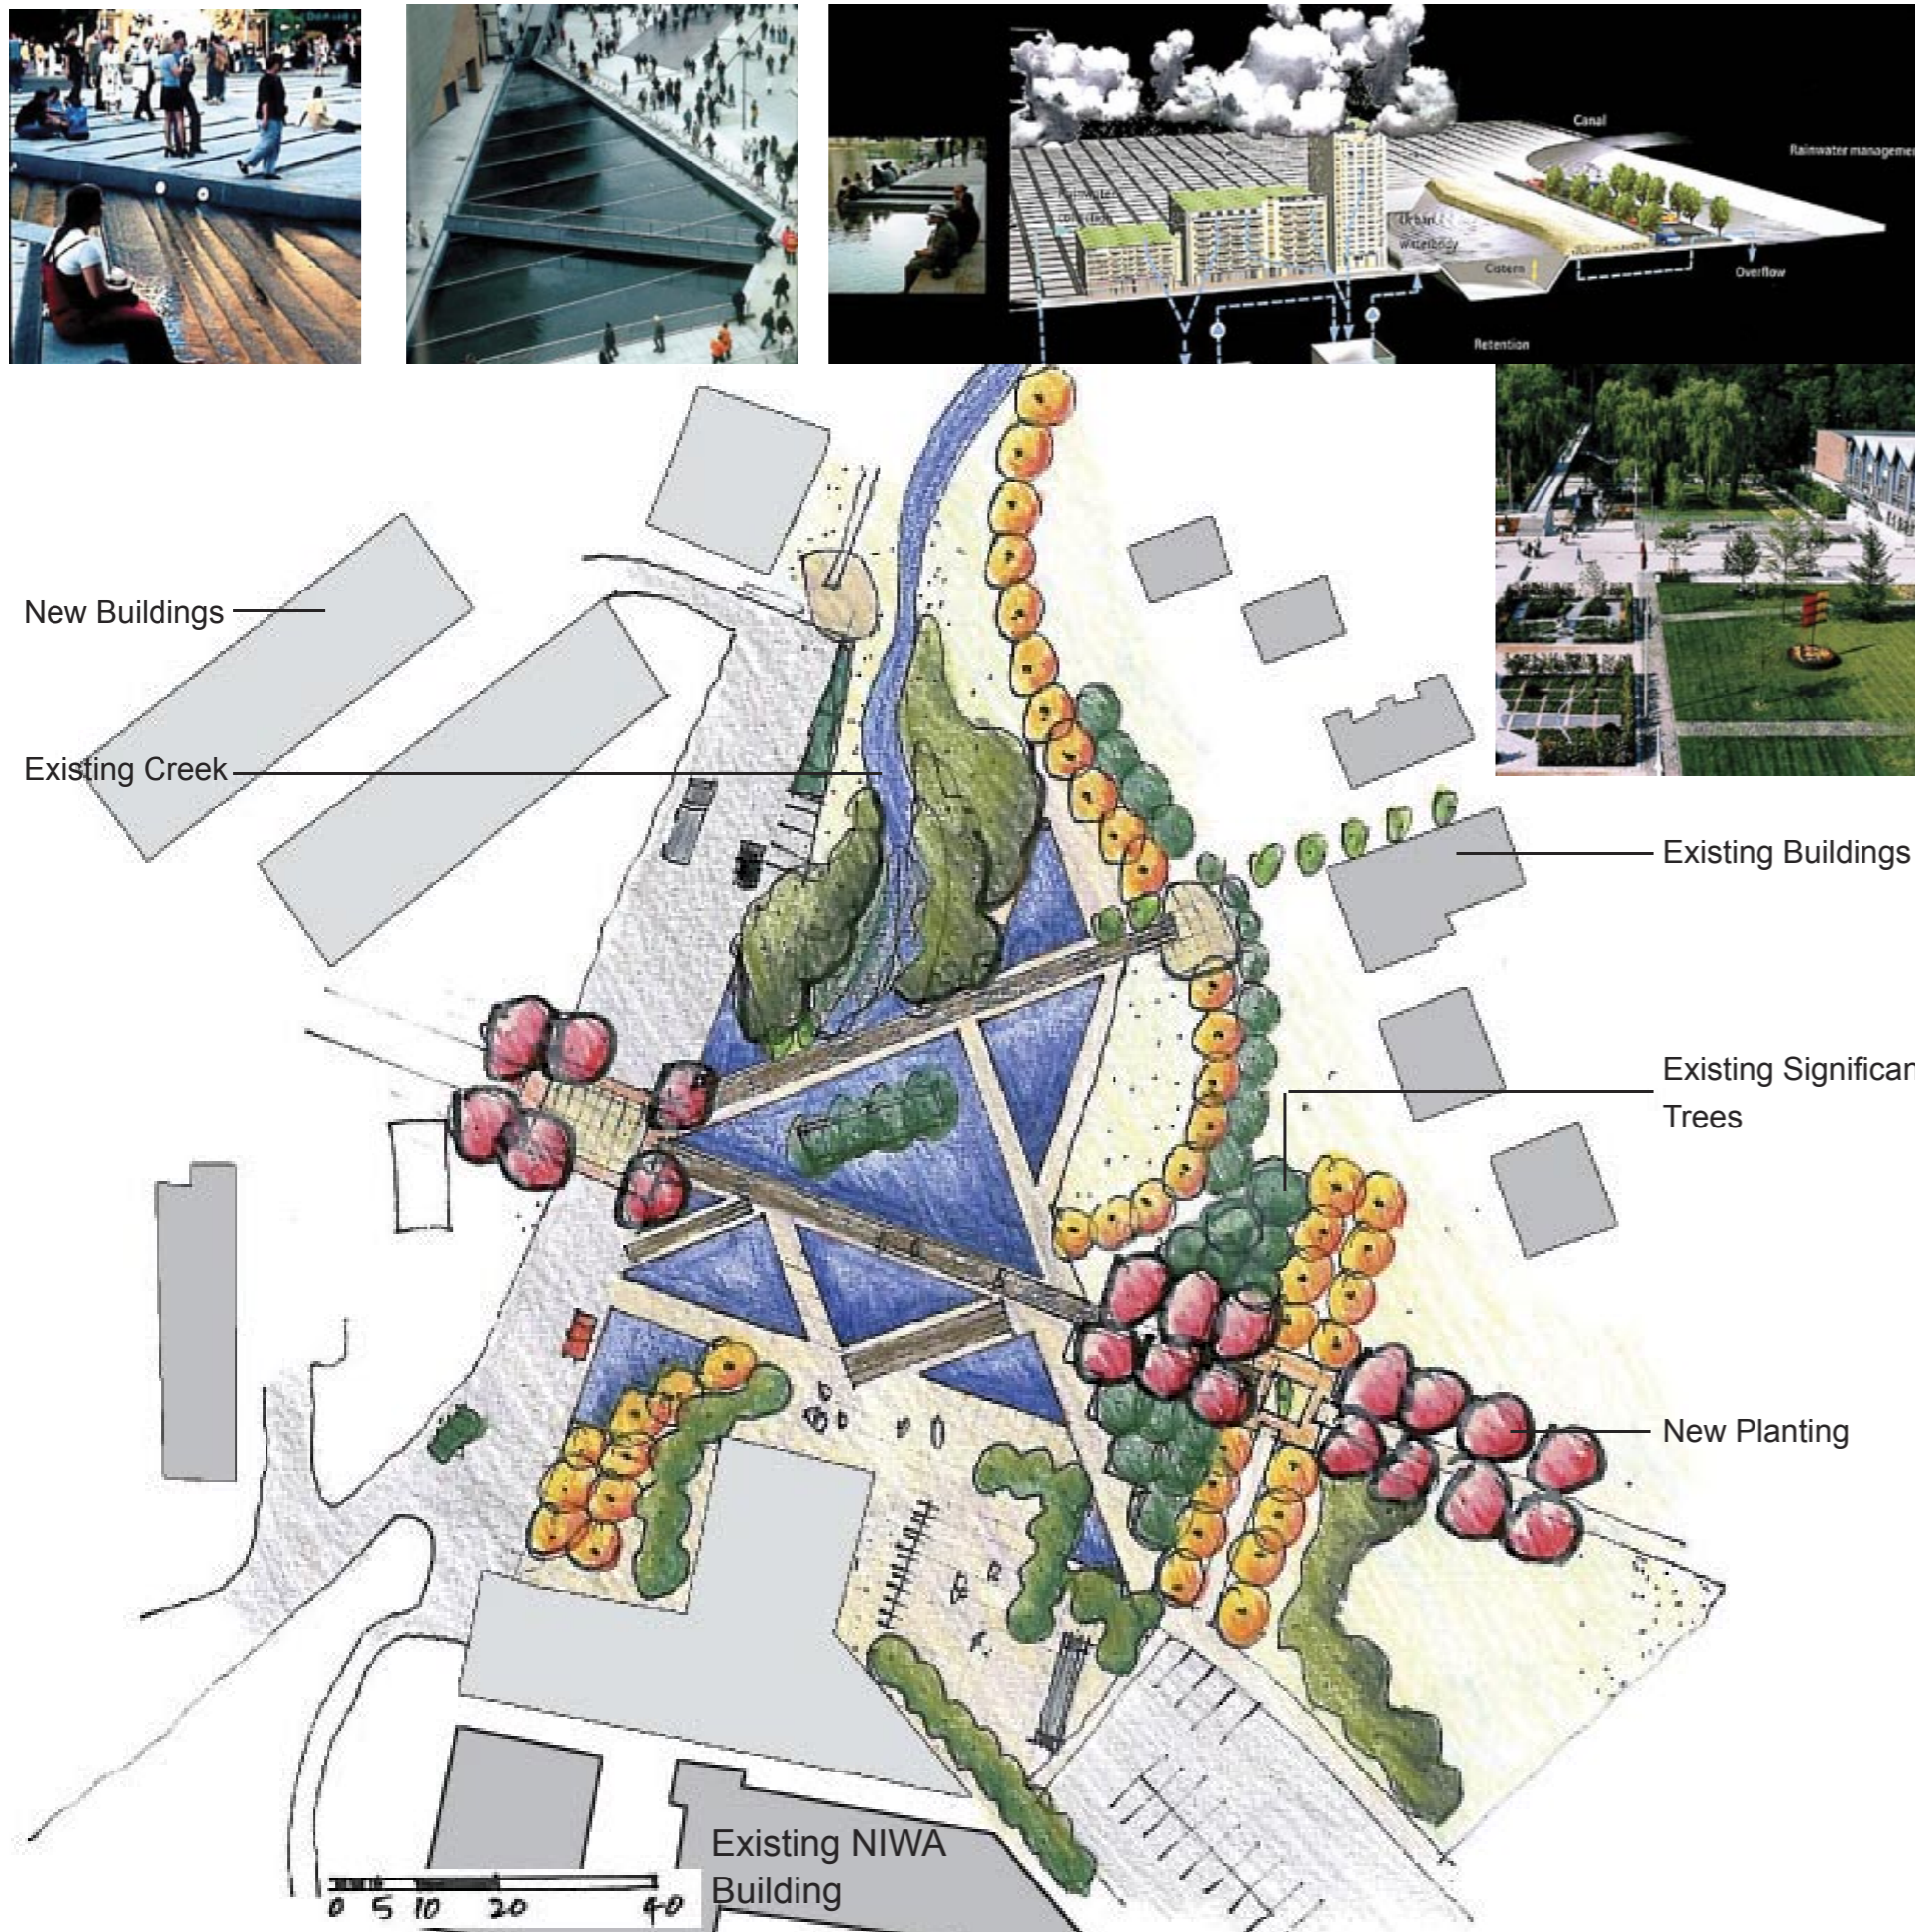 Canal
Rainwater manageme
Urban
waterbody
Cistern
Overflow
Retention
New Buildings
Existing Creek
Existing Buildings
Existing Significan
Trees
New Planting
Existing NIWA
Building
0 5 10 20 40